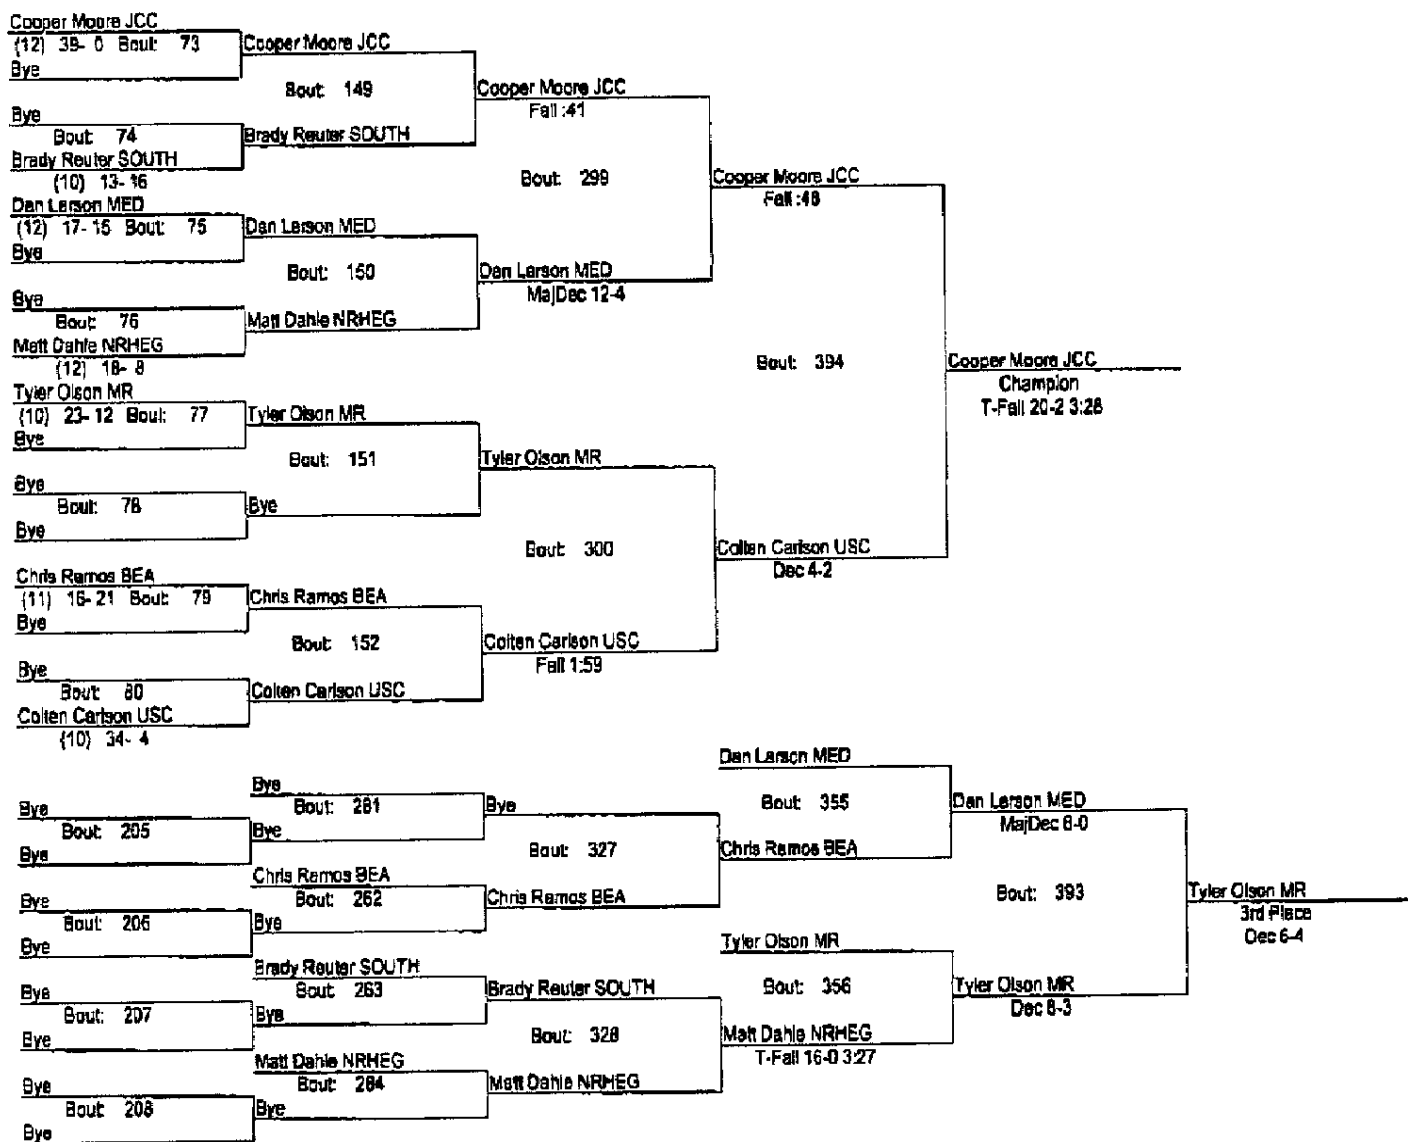 Cooper Moore JCC
(12) 39- 0 Bout: 73
Bye
Cooper Moore JCC
Bout: 149
Cooper Moore JCC
Fall :41
Bye
Bout: 74
Brady Reuter SOUTH
Brady Reuter SOUTH
(10) 13- 16
Bout: 299
Cooper Moore JCC
Fall :48
Dan Larson MED
(12) 17- 15 Bout: 75
Bye
Dan Larson MED
Bout: 150
Dan Larson MED
MajDec 12-4
Bye
Bout: 76
Matt Dahle NRHEG
Matt Dahle NRHEG
(12) 18- 8
Bout: 394
Cooper Moore JCC
Champion
T-Fall 20-2 3:28
Tyler Olson MR
(10) 23- 12 Bout: 77
Bye
Tyler Olson MR
Bout: 151
Tyler Olson MR
Bye
Bout: 78
Bye
Bye
Bout: 300
Colten Carlson USC
Dec 4-2
Chris Ramos BEA
(11) 16- 21 Bout: 79
Bye
Chris Ramos BEA
Bout: 152
Colten Carlson USC
Fall 1:59
Bye
Bout: 80
Colten Carlson USC
Colten Carlson USC
(10) 34- 4
Dan Larson MED
Bye
Bout: 281
Bye
Bye
Bout: 205
Bye
Bye
Bout: 355
Dan Larson MED
MajDec 8-0
Bout: 327
Chris Ramos BEA
Chris Ramos BEA
Bout: 262
Bye
Chris Ramos BEA
Bye
Bout: 206
Bye
Bout: 393
Tyler Olson MR
3rd Place
Dec 6-4
Tyler Olson MR
Brady Reuter SOUTH
Bout: 263
Bye
Brady Reuter SOUTH
Bye
Bout: 207
Bye
Bout: 356
Tyler Olson MR
Dec 8-3
Bout: 328
Matt Dahle NRHEG
T-Fall 16-0 3:27
Matt Dahle NRHEG
Bout: 264
Bye
Matt Dahle NRHEG
Bye
Bout: 208
Bye